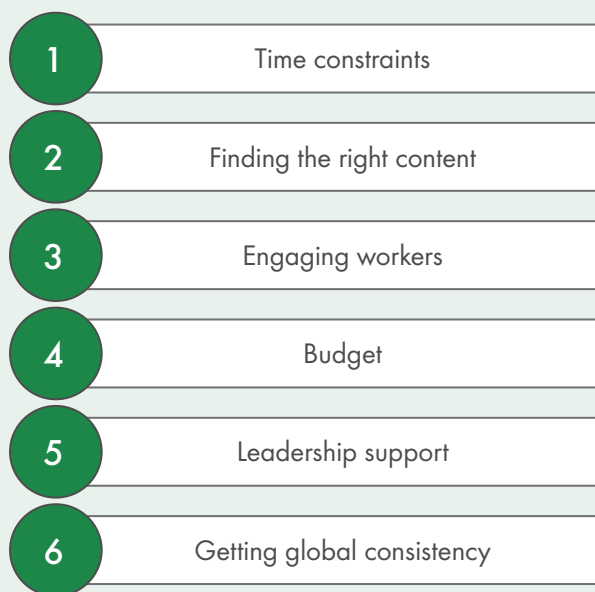 1 Time constraints
2 Finding the right content
3 Engaging workers
4 Budget
5 Leadership support
6 Getting global consistency